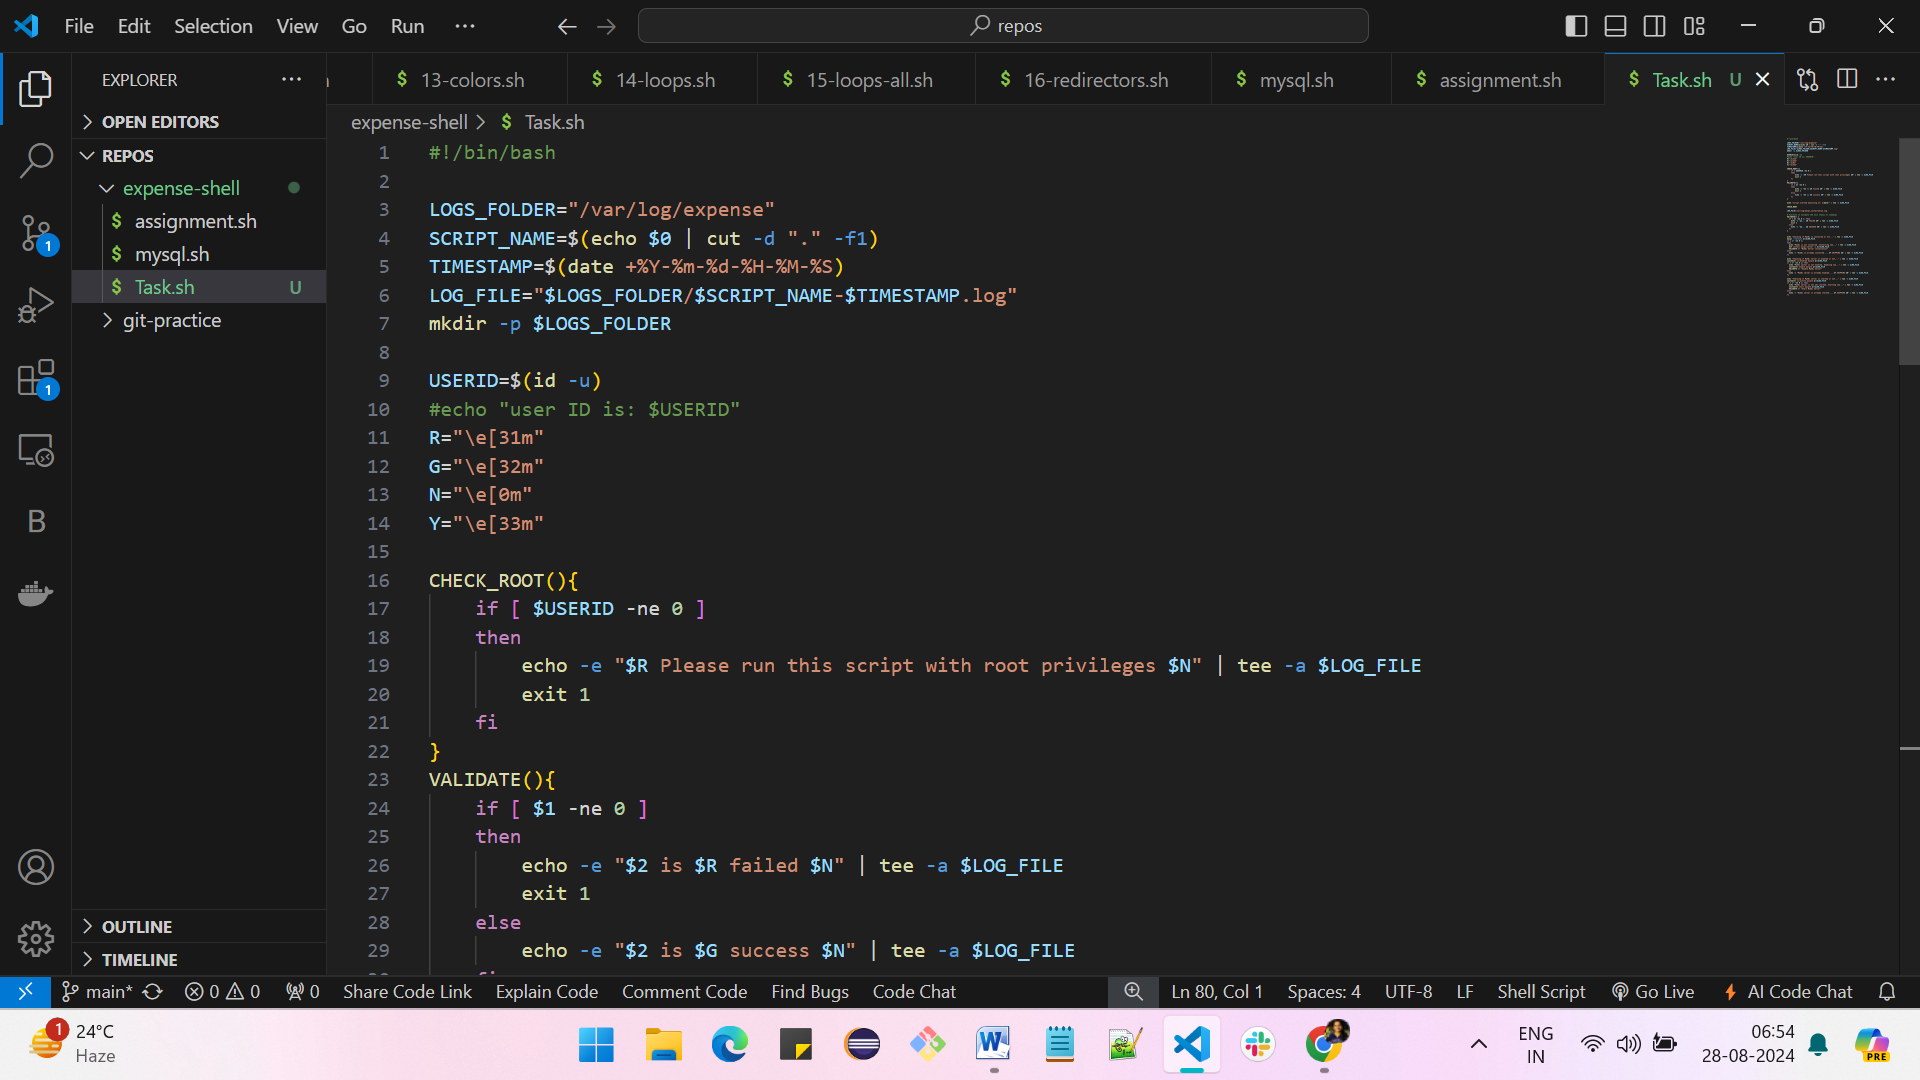 File Edit Selection View Go Run ··· repos
EXPLORER ···
13-colors.sh 14-loops.sh 15-loops-all.sh 16-redirectors.sh mysql.sh assignment.sh Task.sh U
OPEN EDITORS
REPOS
expense-shell
assignment.sh
mysql.sh
Task.sh U
git-practice
OUTLINE
TIMELINE
1
1
B
expense-shell > $ Task.sh
1 #!/bin/bash
2
3 LOGS_FOLDER="/var/log/expense"
4 SCRIPT_NAME=$(echo $0 | cut -d "." -f1)
5 TIMESTAMP=$(date +%Y-%m-%d-%H-%M-%S)
6 LOG_FILE="$LOGS_FOLDER/$SCRIPT_NAME-$TIMESTAMP.log"
7 mkdir -p $LOGS_FOLDER
8
9 USERID=$(id -u)
10 #echo "user ID is: $USERID"
11 R="\e[31m"
12 G="\e[32m"
13 N="\e[0m"
14 Y="\e[33m"
15
16 CHECK_ROOT(){
17 if [ $USERID -ne 0 ]
18 then
19 echo -e "$R Please run this script with root privileges $N" | tee -a $LOG_FILE
20 exit 1
21 fi
22 }
23 VALIDATE(){
24 if [ $1 -ne 0 ]
25 then
26 echo -e "$2 is $R failed $N" | tee -a $LOG_FILE
27 exit 1
28 else
29 echo -e "$2 is $G success $N" | tee -a $LOG_FILE
main* 0 0 0 Share Code Link Explain Code Comment Code Find Bugs Code Chat Ln 80, Col 1 Spaces: 4 UTF-8 LF Shell Script Go Live AI Code Chat
1 24°C
Haze
ENG
IN
06:54
28-08-2024
PRE